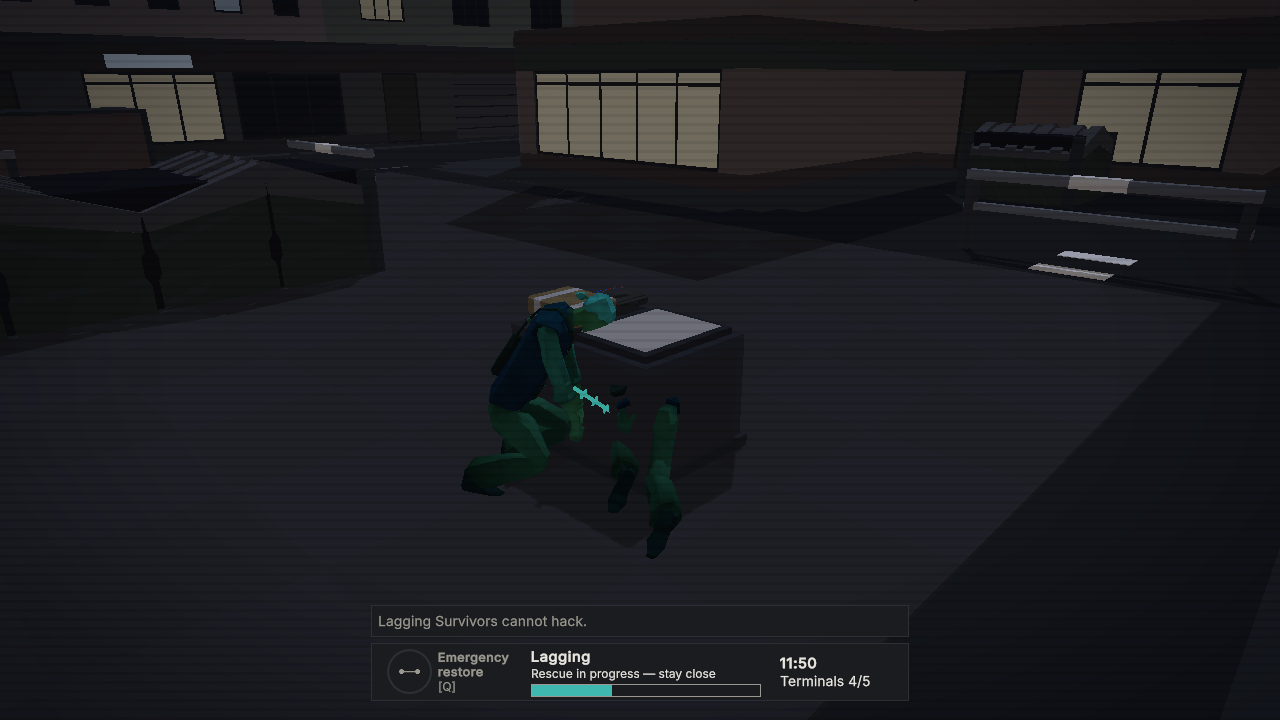 Lagging Survivors cannot hack.
Emergency
restore
[Q]
Lagging
Rescue in progress — stay close
11:50
Terminals 4/5